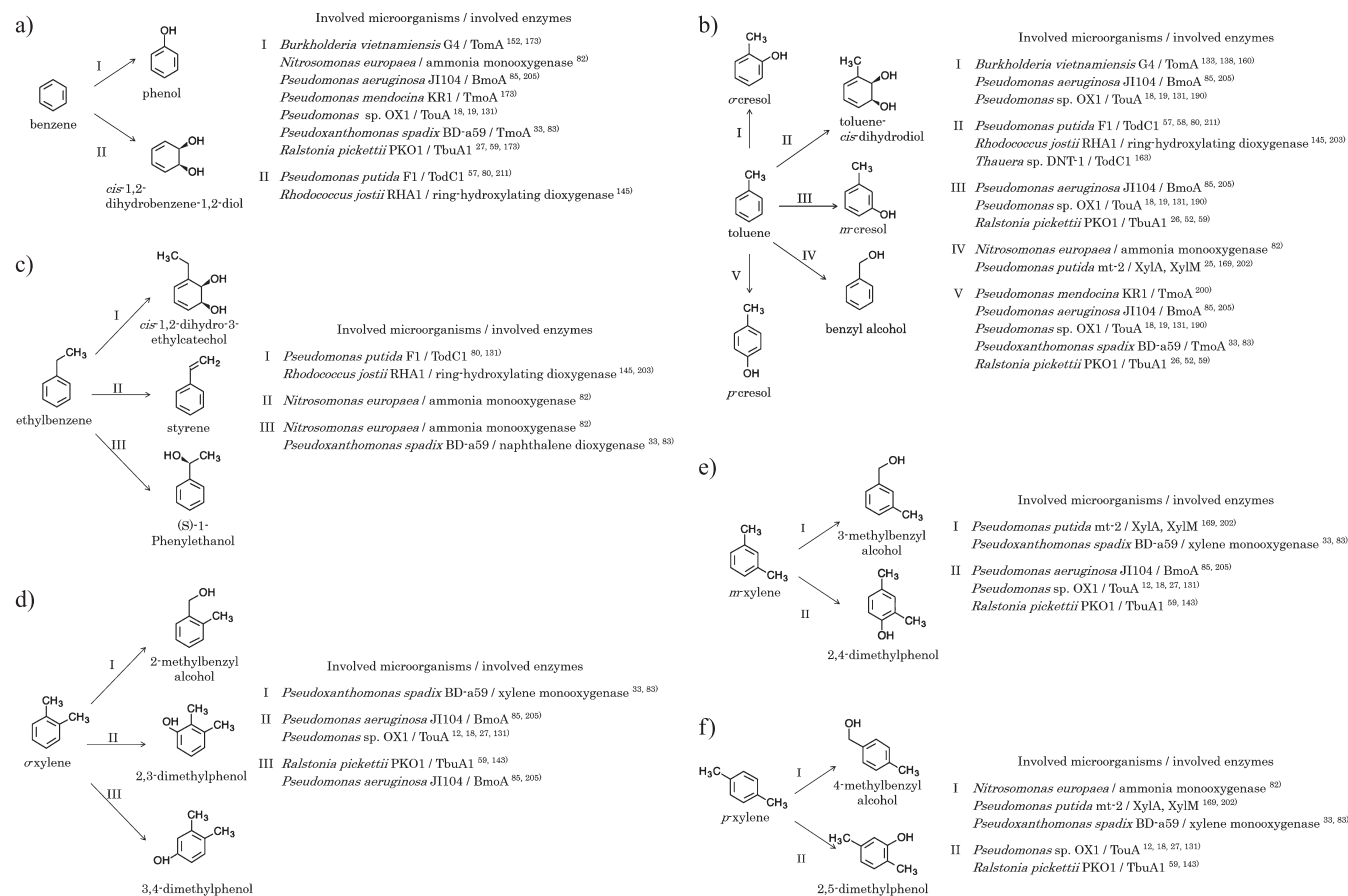 a)
Involved microorganisms / involved enzymes
OH
I
phenol
benzene
II
OH
OH
cis-1,2-
dihydrobenzene-1,2-diol
I Burkholderia vietnamiensis G4 / TomA 152, 173)
Nitrosomonas europaea / ammonia monooxygenase 82)
Pseudomonas aeruginosa JI104 / BmoA 85, 205)
Pseudomonas mendocina KR1 / TmoA 173)
Pseudomonas sp. OX1 / TouA 18, 19, 131)
Pseudoxanthomonas spadix BD-a59 / TmoA 33, 83)
Ralstonia pickettii PKO1 / TbuA1 27, 59, 173)
II Pseudomonas putida F1 / TodC1 57, 80, 211)
Rhodococcus jostii RHA1 / ring-hydroxylating dioxygenase 145)
b)
CH3
OH
o-cresol
CH3
OH
OH
toluene-
cis-dihydrodiol
I
II
CH3
toluene
III
CH3
OH
m-cresol
IV
OH
benzyl alcohol
V
CH3
OH
p-cresol
Involved microorganisms / involved enzymes
I Burkholderia vietnamiensis G4 / TomA 133, 138, 160)
Pseudomonas aeruginosa JI104 / BmoA 85, 205)
Pseudomonas sp. OX1 / TouA 18, 19, 131, 190)
II Pseudomonas putida F1 / TodC1 57, 58, 80, 211)
Rhodococcus jostii RHA1 / ring-hydroxylating dioxygenase 145, 203)
Thauera sp. DNT-1 / TodC1 163)
III Pseudomonas aeruginosa JI104 / BmoA 85, 205)
Pseudomonas sp. OX1 / TouA 18, 19, 131, 190)
Ralstonia pickettii PKO1 / TbuA1 26, 52, 59)
IV Nitrosomonas europaea / ammonia monooxygenase 82)
Pseudomonas putida mt-2 / XylA, XylM 25, 169, 202)
V Pseudomonas mendocina KR1 / TmoA 200)
Pseudomonas aeruginosa JI104 / BmoA 85, 205)
Pseudomonas sp. OX1 / TouA 18, 19, 131, 190)
Pseudoxanthomonas spadix BD-a59 / TmoA 33, 83)
Ralstonia pickettii PKO1 / TbuA1 26, 52, 59)
c)
H3C
OH
OH
cis-1,2-dihydro-3-
ethylcatechol
I
CH3
ethylbenzene
II
CH2
styrene
III
HO
CH3
(S)-1-
Phenylethanol
Involved microorganisms / involved enzymes
I Pseudomonas putida F1 / TodC1 80, 131)
Rhodococcus jostii RHA1 / ring-hydroxylating dioxygenase 145, 203)
II Nitrosomonas europaea / ammonia monooxygenase 82)
III Nitrosomonas europaea / ammonia monooxygenase 82)
Pseudoxanthomonas spadix BD-a59 / naphthalene dioxygenase 33, 83)
d)
OH
CH3
2-methylbenzyl
alcohol
I
CH3
CH3
o-xylene
II
OH
CH3
CH3
2,3-dimethylphenol
III
CH3
CH3
OH
3,4-dimethylphenol
Involved microorganisms / involved enzymes
I Pseudoxanthomonas spadix BD-a59 / xylene monooxygenase 33, 83)
II Pseudomonas aeruginosa JI104 / BmoA 85, 205)
Pseudomonas sp. OX1 / TouA 12, 18, 27, 131)
III Ralstonia pickettii PKO1 / TbuA1 59, 143)
Pseudomonas aeruginosa JI104 / BmoA 85, 205)
e)
OH
CH3
3-methylbenzyl
alcohol
I
CH3
CH3
m-xylene
II
CH3
CH3
OH
2,4-dimethylphenol
Involved microorganisms / involved enzymes
I Pseudomonas putida mt-2 / XylA, XylM 169, 202)
Pseudoxanthomonas spadix BD-a59 / xylene monooxygenase 33, 83)
II Pseudomonas aeruginosa JI104 / BmoA 85, 205)
Pseudomonas sp. OX1 / TouA 12, 18, 27, 131)
Ralstonia pickettii PKO1 / TbuA1 59, 143)
f)
OH
CH3
4-methylbenzyl
alcohol
I
H3C
CH3
p-xylene
II
CH3
OH
CH3
2,5-dimethylphenol
Involved microorganisms / involved enzymes
I Nitrosomonas europaea / ammonia monooxygenase 82)
Pseudomonas putida mt-2 / XylA, XylM 169, 202)
Pseudoxanthomonas spadix BD-a59 / xylene monooxygenase 33, 83)
II Pseudomonas sp. OX1 / TouA 12, 18, 27, 131)
Ralstonia pickettii PKO1 / TbuA1 59, 143)